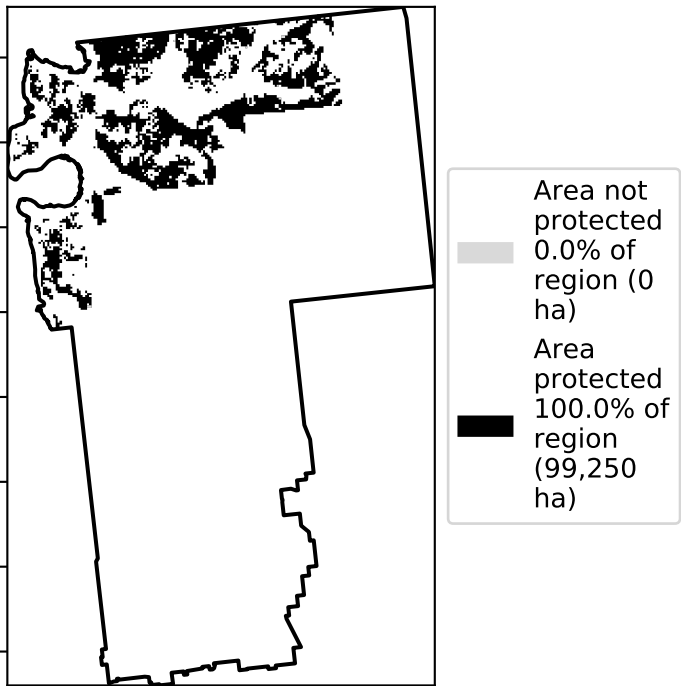 Area not
protected
0.0% of
region (0
ha)
Area
protected
100.0% of
region
(99,250
ha)